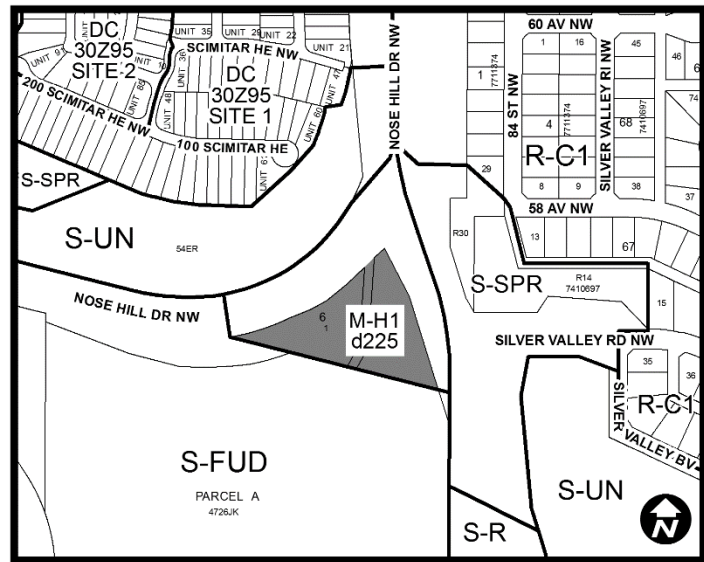 DC
30Z95
SITE 2
UNIT 91
UNIT 85
200 SCIMITAR HE NW
UNIT 35
UNIT 29
UNIT 22
UNIT 21
SCIMITAR HE NW
UNIT 36
UNIT 47
UNIT 48
UNIT 60
DC
30Z95
SITE 1
100 SCIMITAR HE
NOSE HILL DR NW
60 AV NW
1
16
45
46
74
1
7711374
84 ST NW
4
7711374
SILVER VALLEY RI NW
68
7410697
R-C1
29
8
9
38
37
58 AV NW
S-SPR
S-UN
54ER
R30
13
67
S-SPR
R14
7410697
15
NOSE HILL DR NW
6
1
M-H1
d225
SILVER VALLEY RD NW
35
36
R-C1
SILVER
VALLEY BV
S-FUD
PARCEL A
4726JK
S-UN
S-R
N